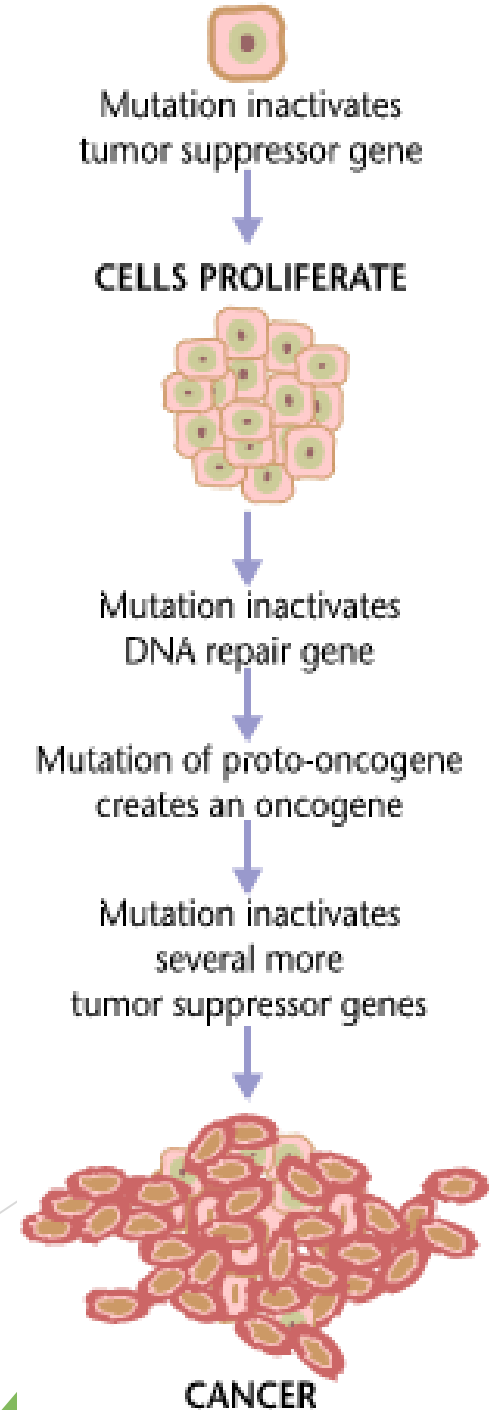 Mutation inactivates
tumor suppressor gene
CELLS PROLIFERATE
Mutation inactivates
DNA repair gene
Mutation of proto-oncogene
creates an oncogene
Mutation inactivates
several more
tumor suppressor genes
CANCER